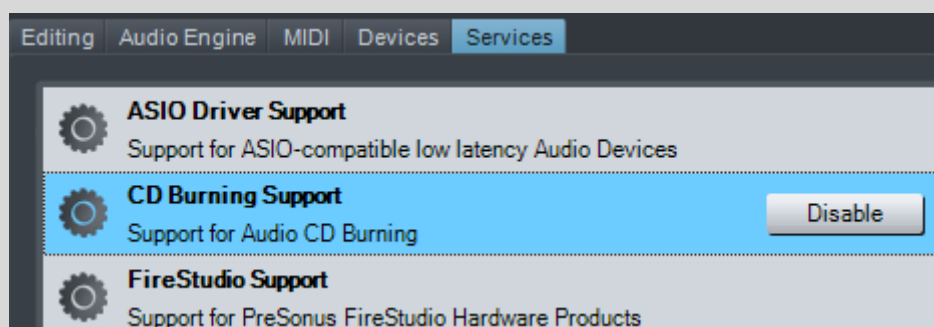 Editing Audio Engine MIDI Devices Services
ASIO Driver Support
Support for ASIO-compatible low latency Audio Devices
CD Burning Support
Disable
Support for Audio CD Burning
FireStudio Support
Support for PreSonus FireStudio Hardware Products